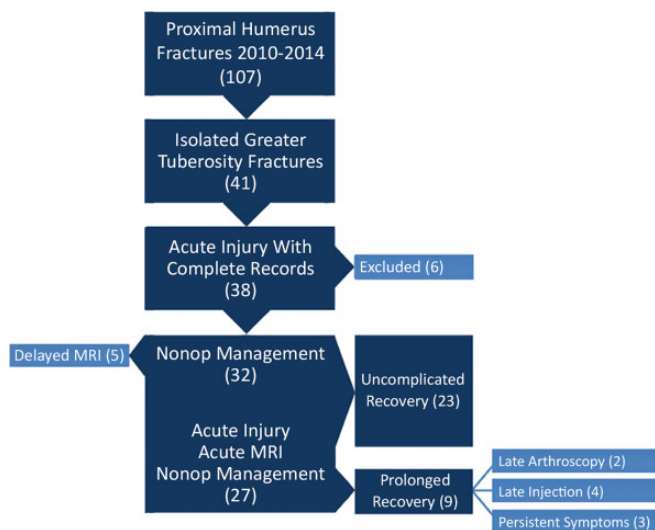 Proximal Humerus
Fractures 2010-2014
(107)
Isolated Greater
Tuberosity Fractures
(41)
Acute Injury With
Complete Records
(38)
Excluded (6)
Delayed MRI (5)
Nonop Management
(32)
Uncomplicated
Recovery (23)
Acute Injury
Acute MRI
Nonop Management
(27)
Prolonged
Recovery (9)
Late Arthroscopy (2)
Late Injection (4)
Persistent Symptoms (3)